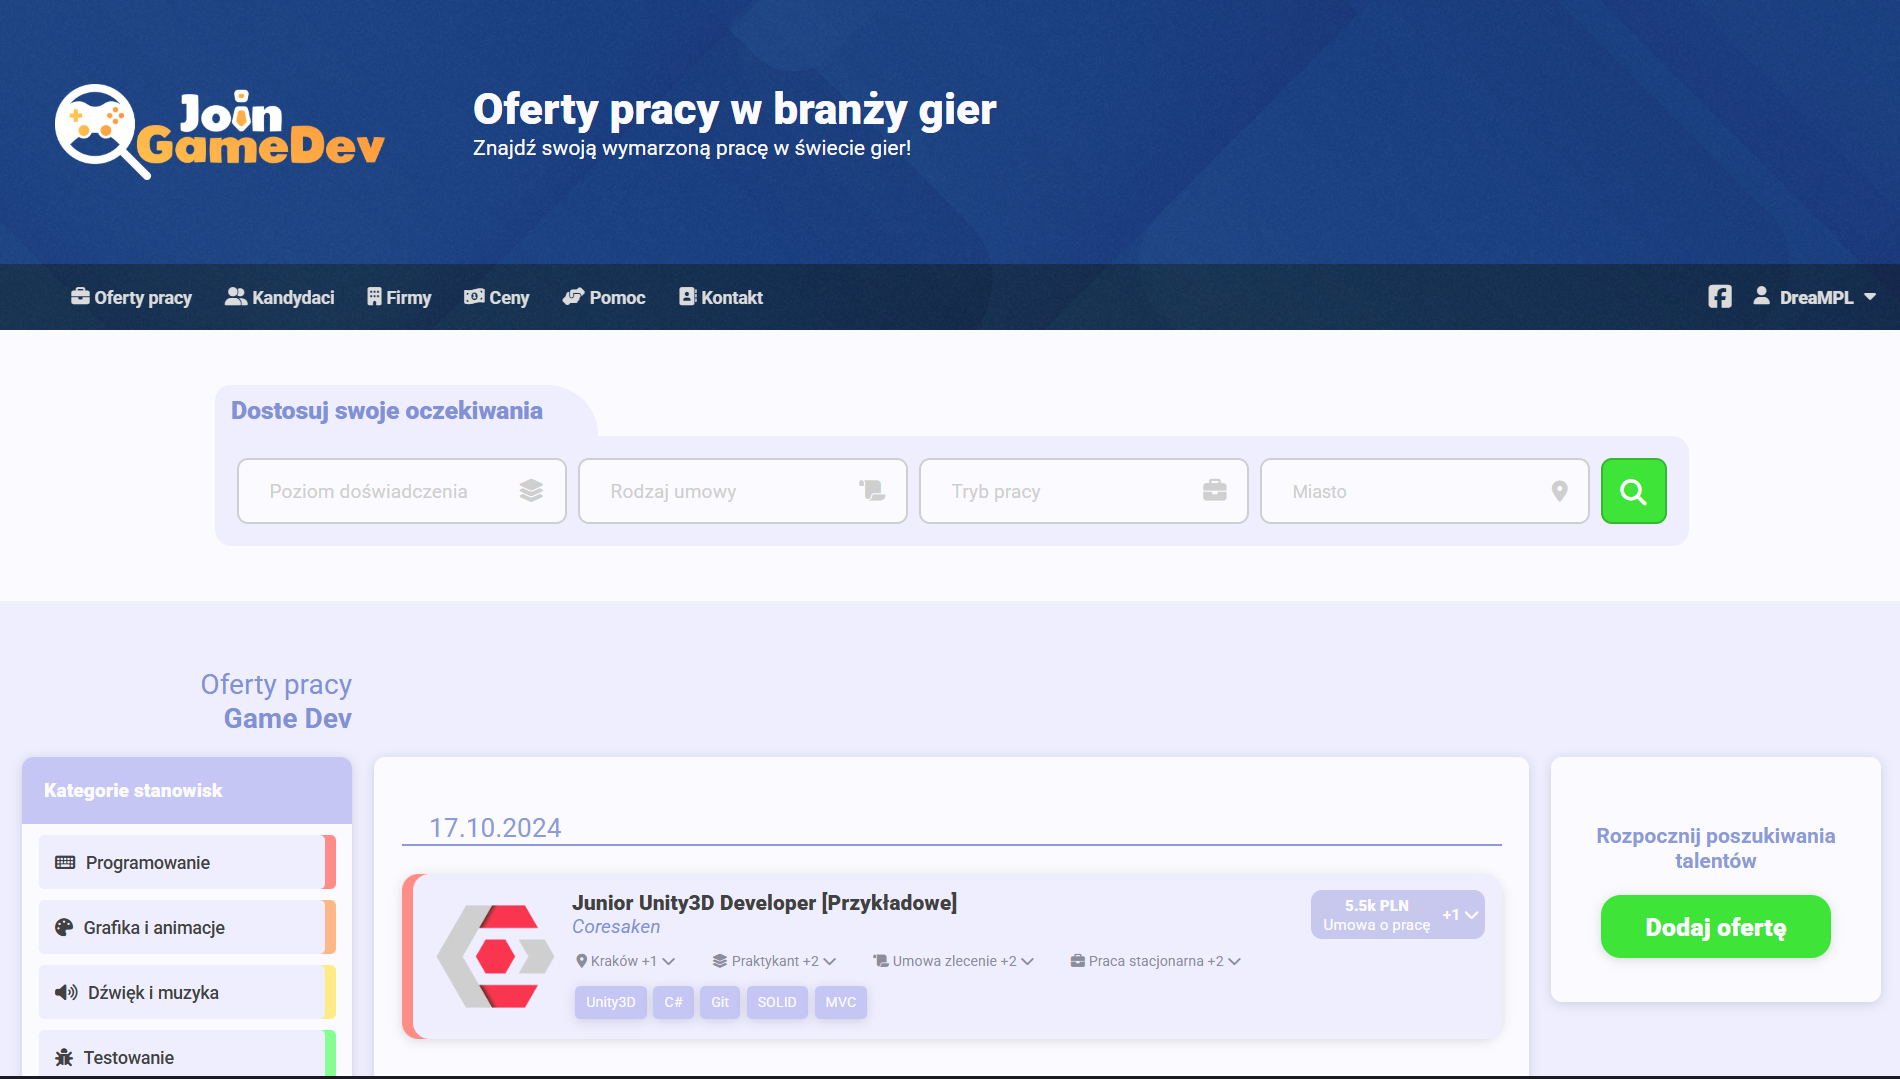 Join
GameDev
Oferty pracy w branży gier
Znajdź swoją wymarzoną pracę w świecie gier!
Oferty pracy
Kandydaci
Firmy
Ceny
Pomoc
Kontakt
DreaMPL
Dostosuj swoje oczekiwania
Poziom doświadczenia
Rodzaj umowy
Tryb pracy
Miasto
Oferty pracy
Game Dev
Kategorie stanowisk
Programowanie
Grafika i animacje
Dźwięk i muzyka
Testowanie
17.10.2024
Junior Unity3D Developer [Przykładowe]
Coresaken
5.5k PLN
Umowa o pracę
+1
Kraków +1
Praktykant +2
Umowa zlecenie +2
Praca stacjonarna +2
Unity3D
C#
Git
SOLID
MVC
Rozpocznij poszukiwania
talentów
Dodaj ofertę